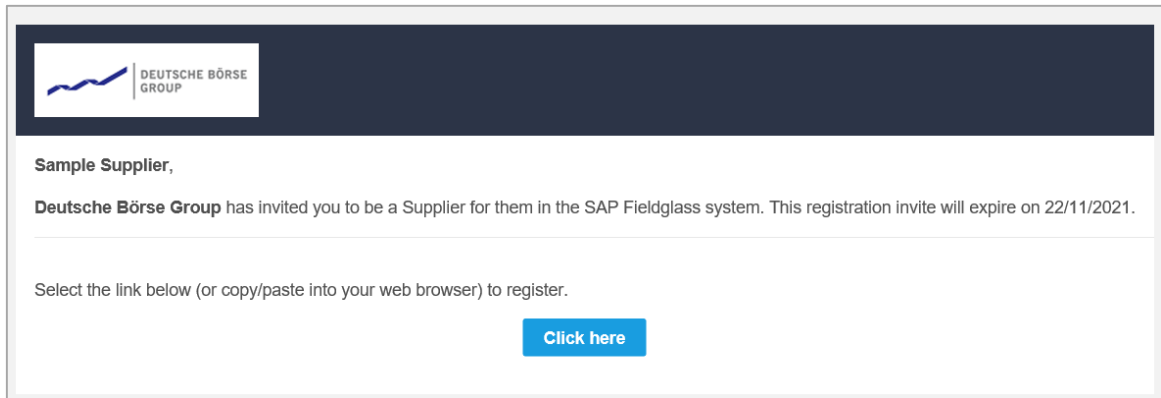 DEUTSCHE BÖRSE
GROUP
Sample Supplier,
Deutsche Börse Group has invited you to be a Supplier for them in the SAP Fieldglass system. This registration invite will expire on 22/11/2021.
Select the link below (or copy/paste into your web browser) to register.
Click here